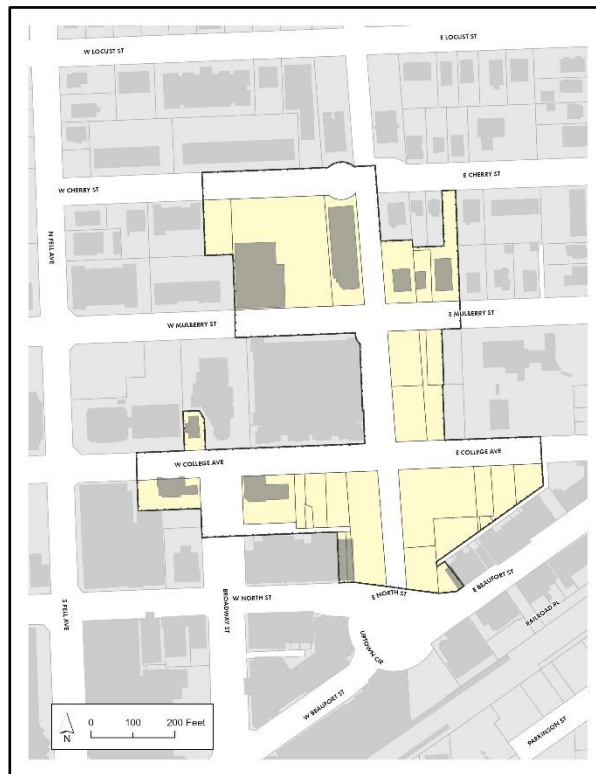 W LOCUST ST
E LOCUST ST
W CHERRY ST
E CHERRY ST
N FELL AVE
W MULBERRY ST
E MULBERRY ST
W COLLEGE AVE
E COLLEGE AVE
S FELL AVE
BROADWAY ST
W NORTH ST
E NORTH ST
E BEAUFORT ST
RAILROAD PL
UPTOWN CIR
W BEAUFORT ST
PARKINSON ST
N
0 100 200 Feet